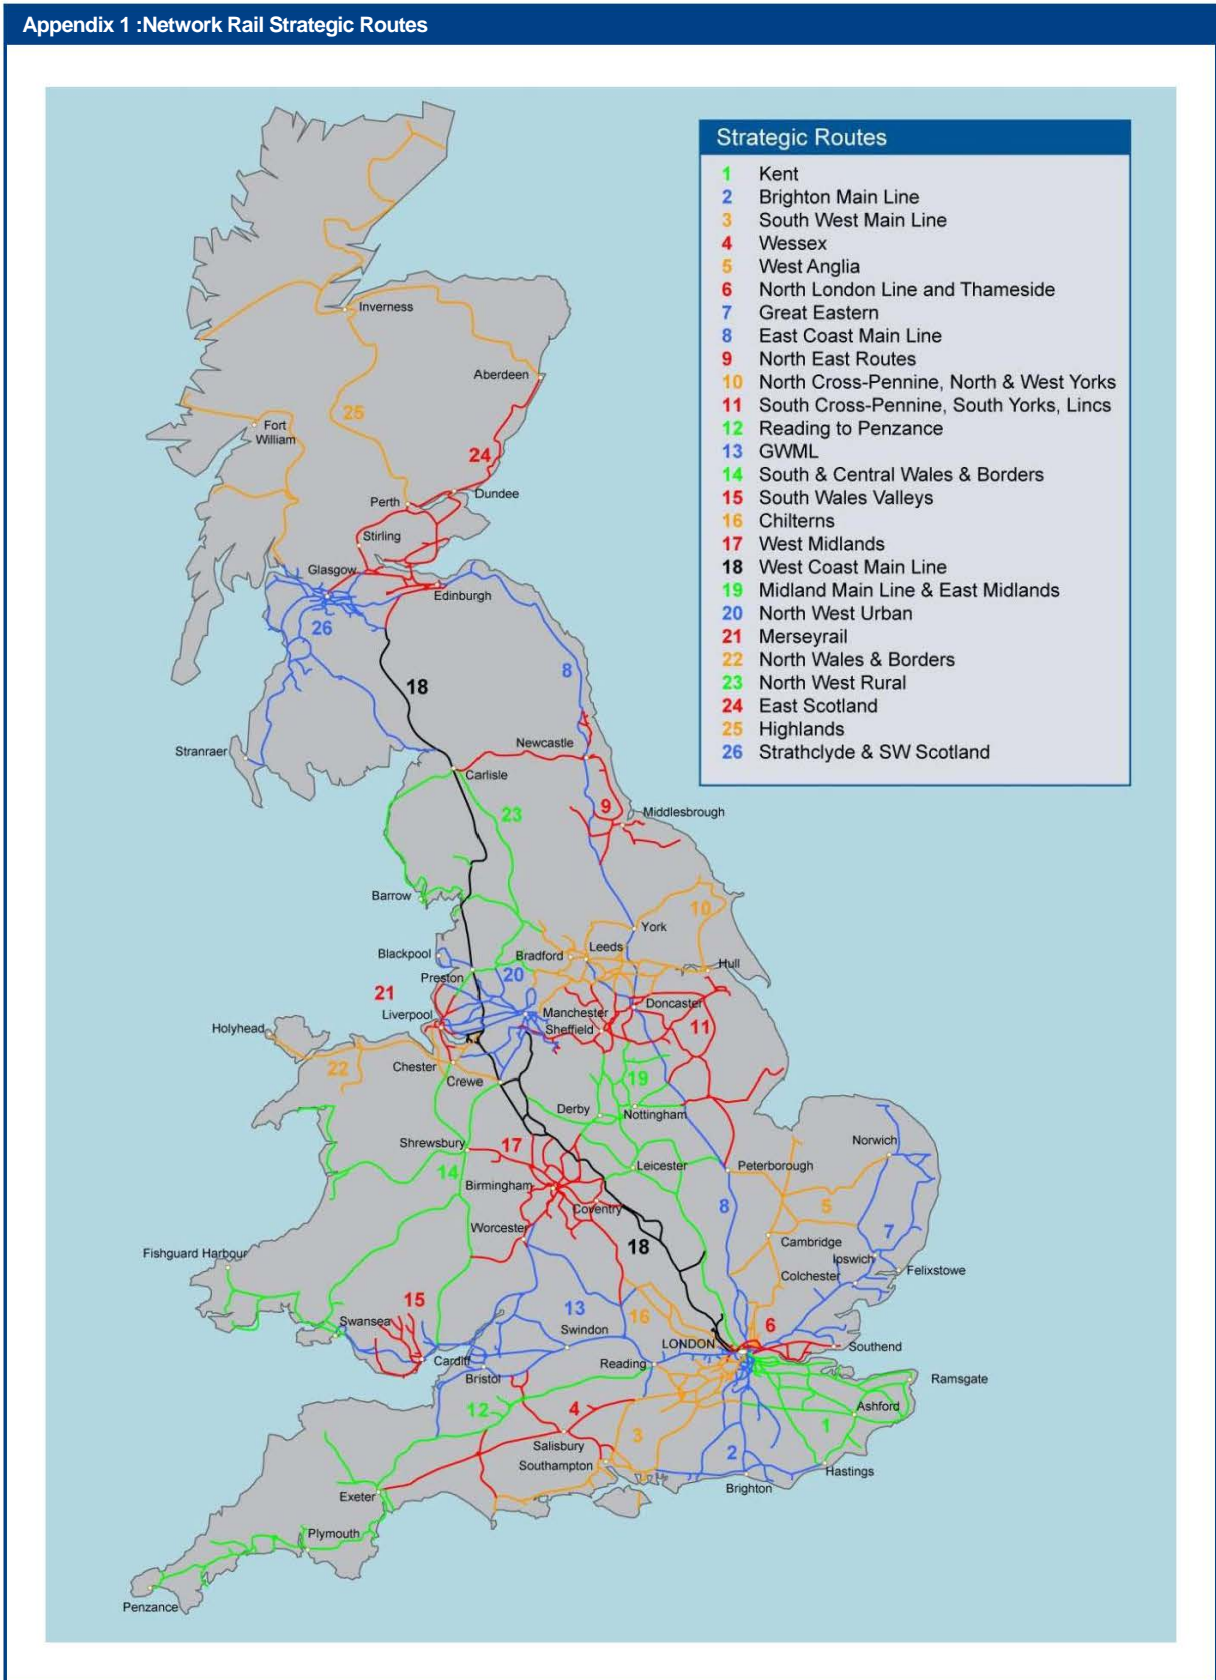 Appendix 1 :Network Rail Strategic Routes
Strategic Routes
1 Kent
2 Brighton Main Line
3 South West Main Line
4 Wessex
5 West Anglia
6 North London Line and Thameside
7 Great Eastern
8 East Coast Main Line
9 North East Routes
10 North Cross-Pennine, North & West Yorks
11 South Cross-Pennine, South Yorks, Lincs
12 Reading to Penzance
13 GWML
14 South & Central Wales & Borders
15 South Wales Valleys
16 Chilterns
17 West Midlands
18 West Coast Main Line
19 Midland Main Line & East Midlands
20 North West Urban
21 Merseyrail
22 North Wales & Borders
23 North West Rural
24 East Scotland
25 Highlands
26 Strathclyde & SW Scotland
Inverness
Aberdeen
25
Fort
William
24
Dundee
Perth
Stirling
Glasgow
Edinburgh
26
8
18
Newcastle
Stranraer
Carlisle
9
Middlesbrough
23
Barrow
10
York
Leeds
Bradford
Blackpool
Hull
Preston
20
21
Doncaster
Manchester
Liverpool
Sheffield
11
Holyhead
22
Chester
Crewe
19
Derby
Nottingham
Shrewsbury
17
Norwich
Leicester
Peterborough
14
Birmingham
Coventry
8
5
Worcester
7
18
Cambridge
Fishguard Harbour
Ipswich
Felixstowe
Colchester
15
13
16
Swansea
Swindon
6
LONDON
Southend
Cardiff
Reading
Bristol
Ramsgate
12
4
Ashford
1
3
Salisbury
2
Southampton
Hastings
Brighton
Exeter
Plymouth
Penzance